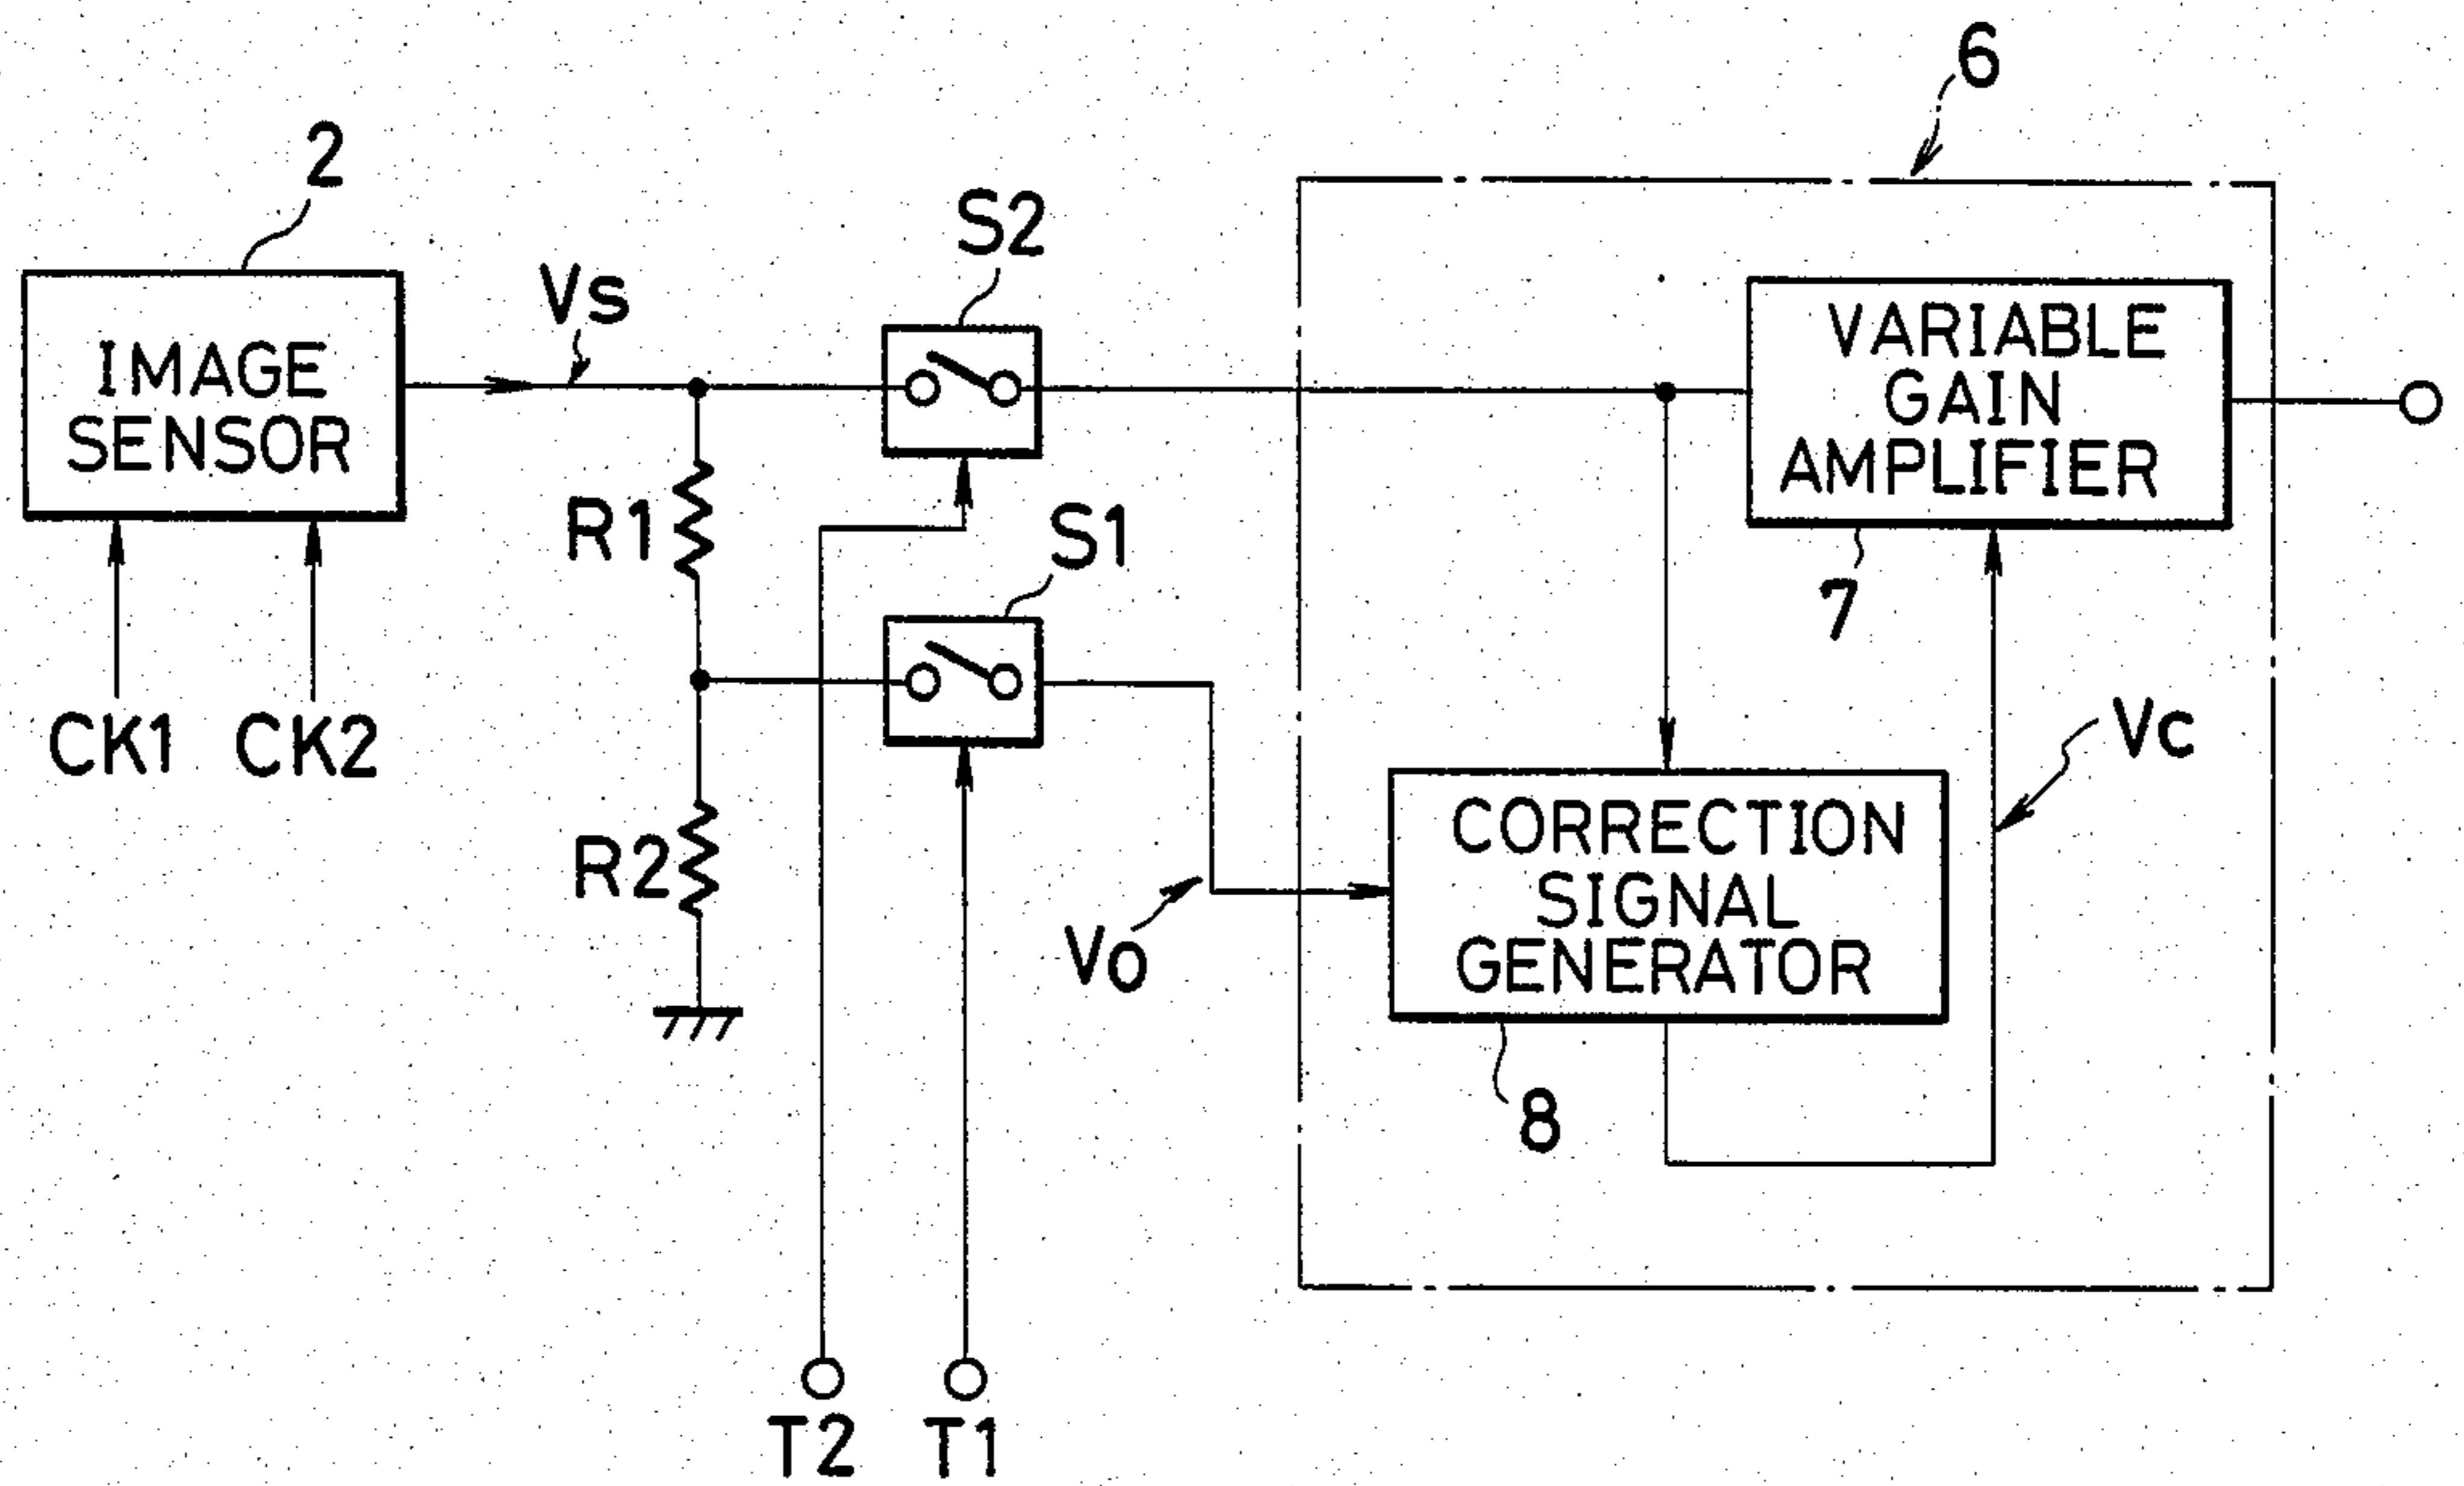 6
2
S2
Vs
IMAGE
SENSOR
VARIABLE
GAIN
AMPLIFIER
R1
S1
7
CK1
CK2
Vc
R2
CORRECTION
SIGNAL
GENERATOR
Vo
8
T2
T1